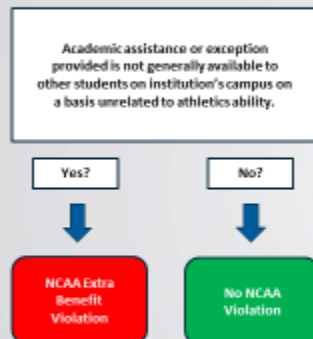 Academic assistance or exception
provided is not generally available to
other students on institution's campus on
a basis unrelated to athletics ability.
Yes?
No?
NCAA Extra
Benefit
Violation
No NCAA
Violation